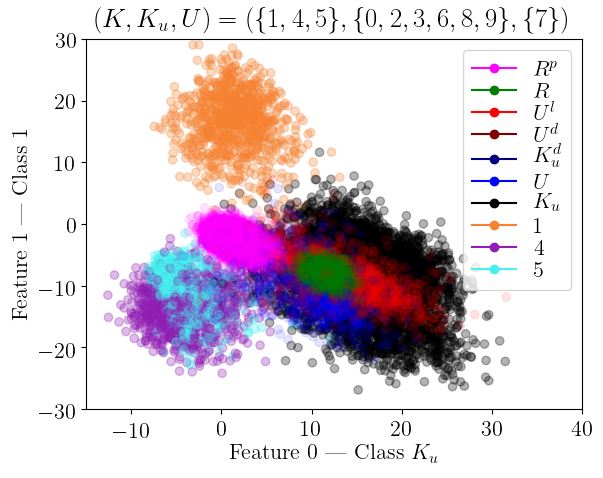 (K, K_u, U) = ({1, 4, 5}, {0, 2, 3, 6, 8, 9}, {7})
30
20
10
0
−10
−20
−30
Feature 1 — Class 1
R^p
R
U^l
U^d
K_u^d
U
K_u
1
4
5
−10 0 10 20 30 40
Feature 0 — Class K_u